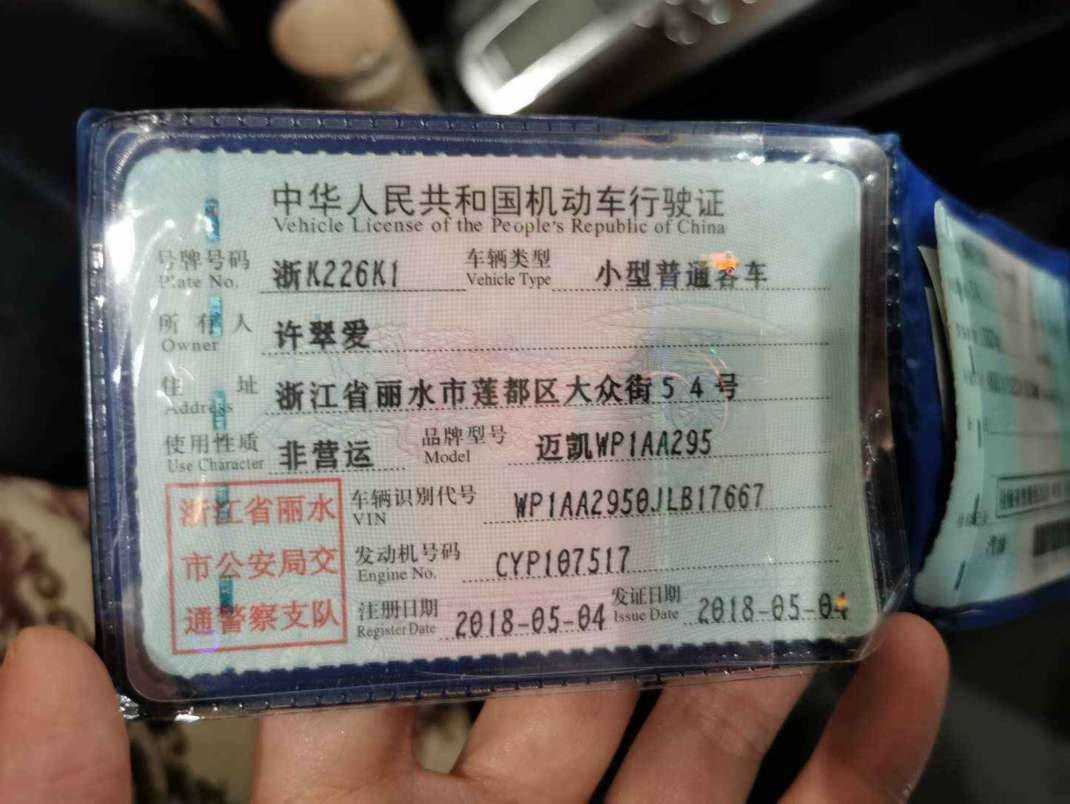 中华人民共和国机动车行驶证
Vehicle License of the People's Republic of China
号牌号码 浙K226K1 车辆类型 小型普通客车
Plate No. Vehicle Type
所有人 许翠爱
Owner
住址 浙江省丽水市莲都区大众街54号
Address
使用性质 非营运 品牌型号 迈凯WP1AA295
Use Character Model
浙江省丽水
市公安局交
通警察支队
车辆识别代号 WP1AA2950JLB17667
VIN
发动机号码 CYP107517
Engine No.
注册日期 2018-05-04 发证日期 2018-05-04
Register Date Issue Date
汽油